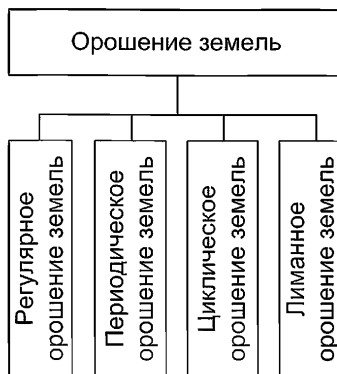 Орошение земель
Регулярное
орошение земель
Периодическое
орошение земель
Циклическое
орошение земель
Лиманное
орошение земель